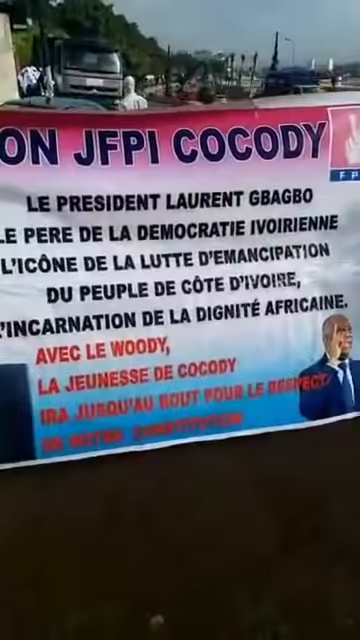 ON JFPI COCODY
FP
LE PRESIDENT LAURENT GBAGBO
LE PERE DE LA DEMOCRATIE IVOIRIENNE
L'ICÔNE DE LA LUTTE D'EMANCIPATION
DU PEUPLE DE CÔTE D'IVOIRE,
L'INCARNATION DE LA DIGNITÉ AFRICAINE.
AVEC LE WOODY,
LA JEUNESSE DE COCODY
IRA JUSQU'AU BOUT POUR LE RESPECT
DE NOTRE CONSTITUTION